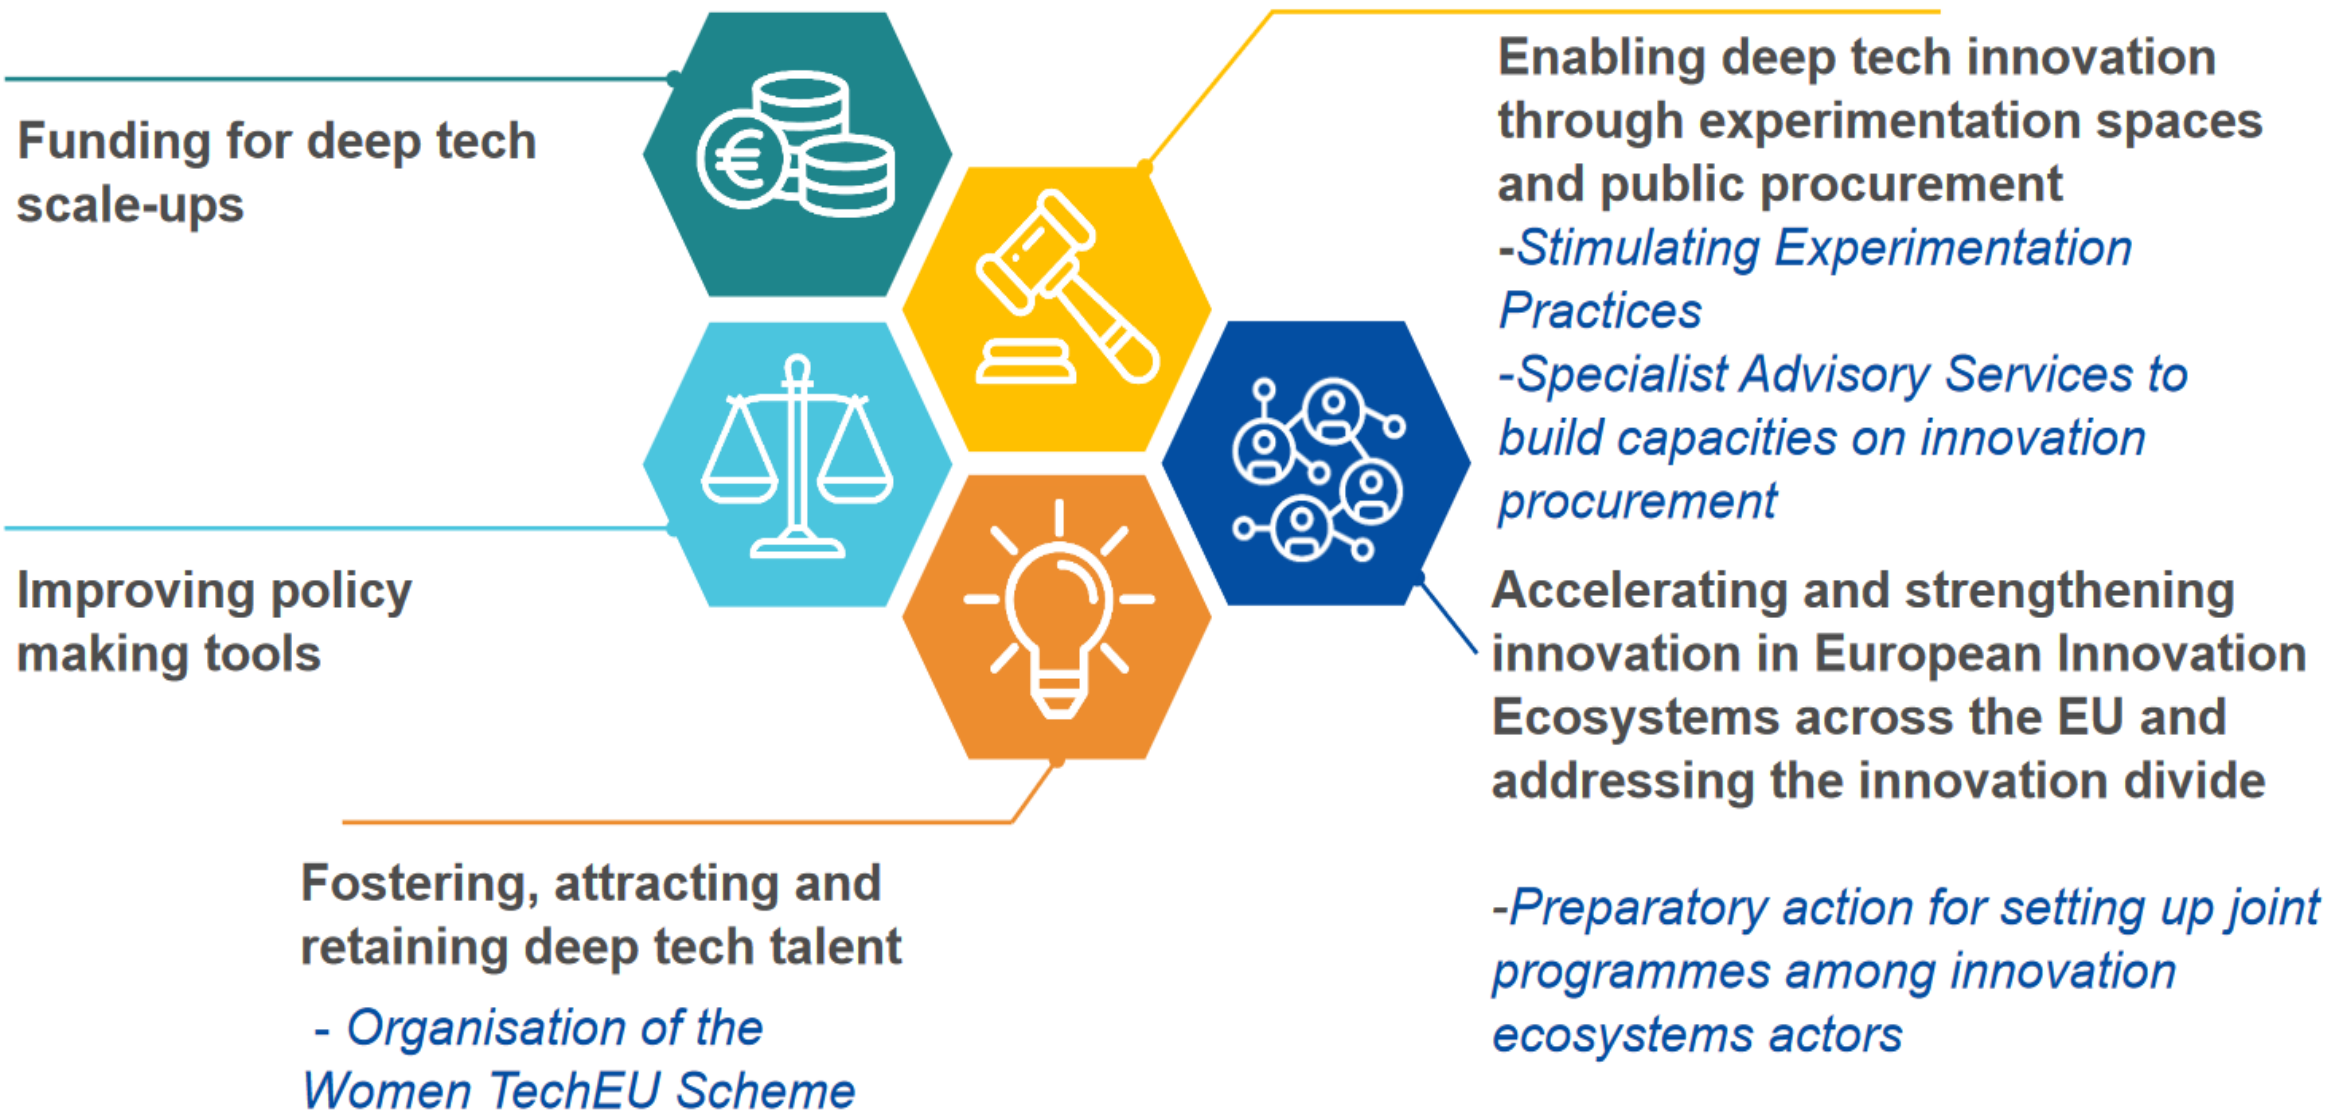 Funding for deep tech
scale-ups
Improving policy
making tools
Fostering, attracting and
retaining deep tech talent
- Organisation of the
Women TechEU Scheme
Enabling deep tech innovation
through experimentation spaces
and public procurement
-Stimulating Experimentation
Practices
-Specialist Advisory Services to
build capacities on innovation
procurement
Accelerating and strengthening
innovation in European Innovation
Ecosystems across the EU and
addressing the innovation divide
-Preparatory action for setting up joint
programmes among innovation
ecosystems actors